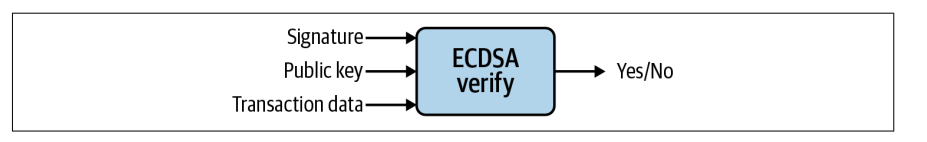 Signature
Public key
Transaction data
ECDSA
verify
Yes/No